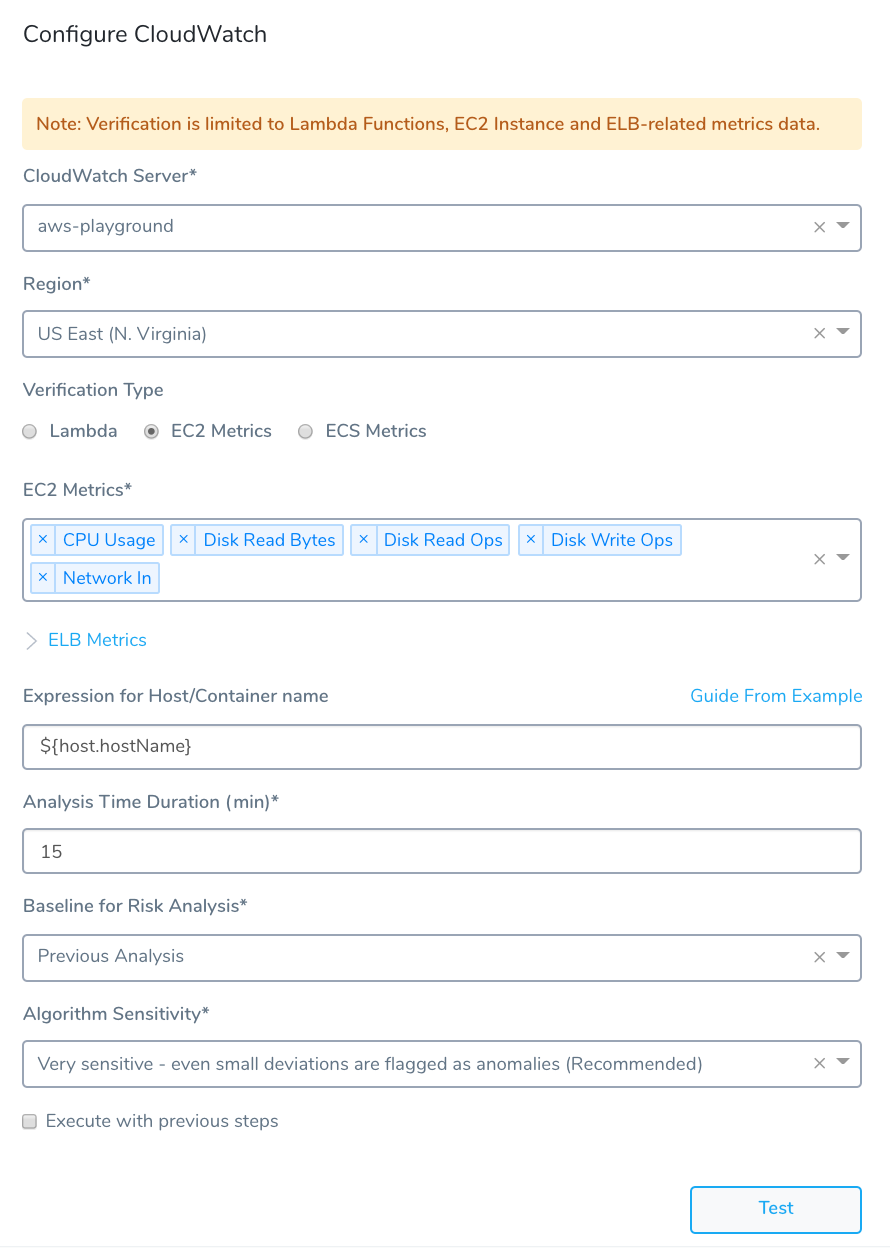 Configure CloudWatch
Note: Verification is limited to Lambda Functions, EC2 Instance and ELB-related metrics data.
CloudWatch Server*
aws-playground
Region*
US East (N. Virginia)
Verification Type
Lambda EC2 Metrics ECS Metrics
EC2 Metrics*
× CPU Usage × Disk Read Bytes × Disk Read Ops × Disk Write Ops
× Network In
ELB Metrics
Expression for Host/Container name Guide From Example
${host.hostName}
Analysis Time Duration (min)*
15
Baseline for Risk Analysis*
Previous Analysis
Algorithm Sensitivity*
Very sensitive - even small deviations are flagged as anomalies (Recommended)
Execute with previous steps
Test